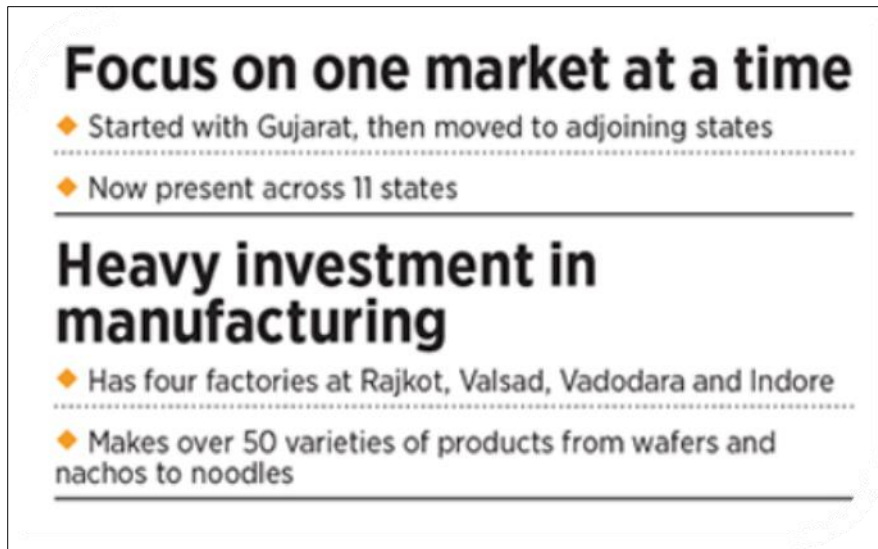 Focus on one market at a time
◆ Started with Gujarat, then moved to adjoining states
◆ Now present across 11 states
Heavy investment in
manufacturing
◆ Has four factories at Rajkot, Valsad, Vadodara and Indore
◆ Makes over 50 varieties of products from wafers and
nachos to noodles